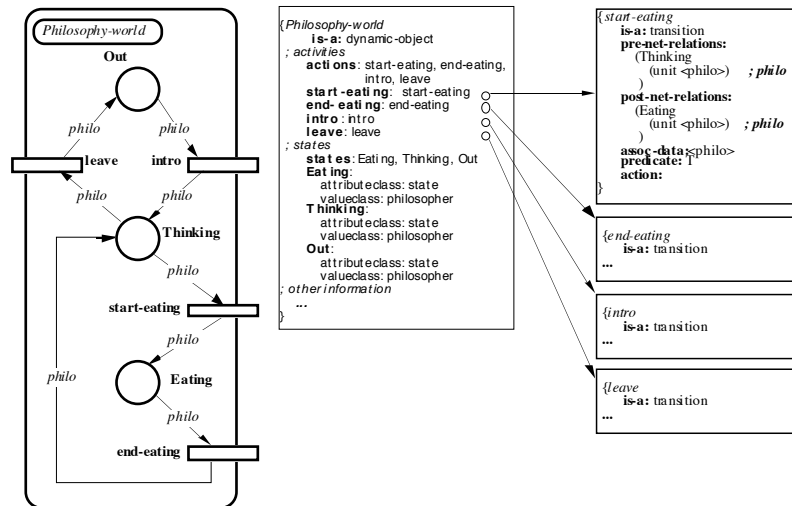 Philosophy-world
Out
philo
philo
leave
intro
philo
philo
Thinking
philo
start-eating
philo
philo
Eating
philo
end-eating
{Philosophy-world
is-a: dynamic-object
; activities
actions: start-eating, end-eating,
intro, leave
start-eating: start-eating
end- eating: end-eating
intro : intro
leave: leave
; states
states: Eating, Thinking, Out
Eating:
attributeclass: state
valueclass: philosopher
Thinking:
attributeclass: state
valueclass: philosopher
Out:
attributeclass: state
valueclass: philosopher
; other information
...
}
{start-eating
is-a: transition
pre-net-relations:
(Thinking
(unit <philo>) ; philo
)
post-net-relations:
(Eating
(unit <philo>) ; philo
)
assoc-data: <philo>
predicate: T
action:
}
{end-eating
is-a: transition
...
{intro
is-a: transition
...
{leave
is-a: transition
...